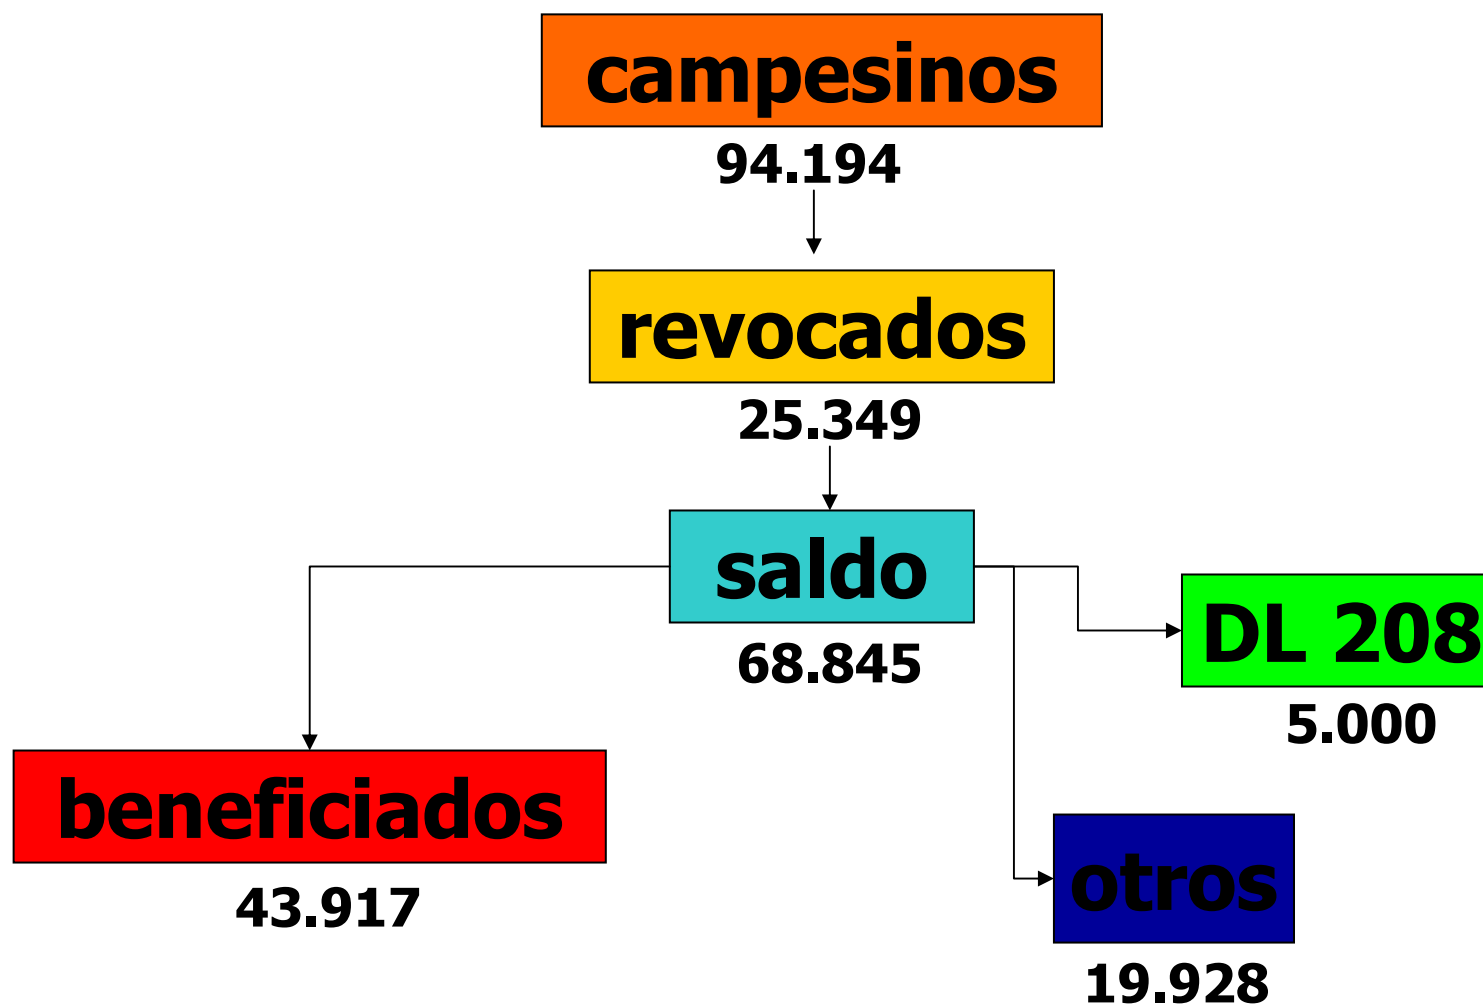 campesinos
94.194
revocados
25.349
saldo
68.845
DL 208
5.000
beneficiados
43.917
otros
19.928